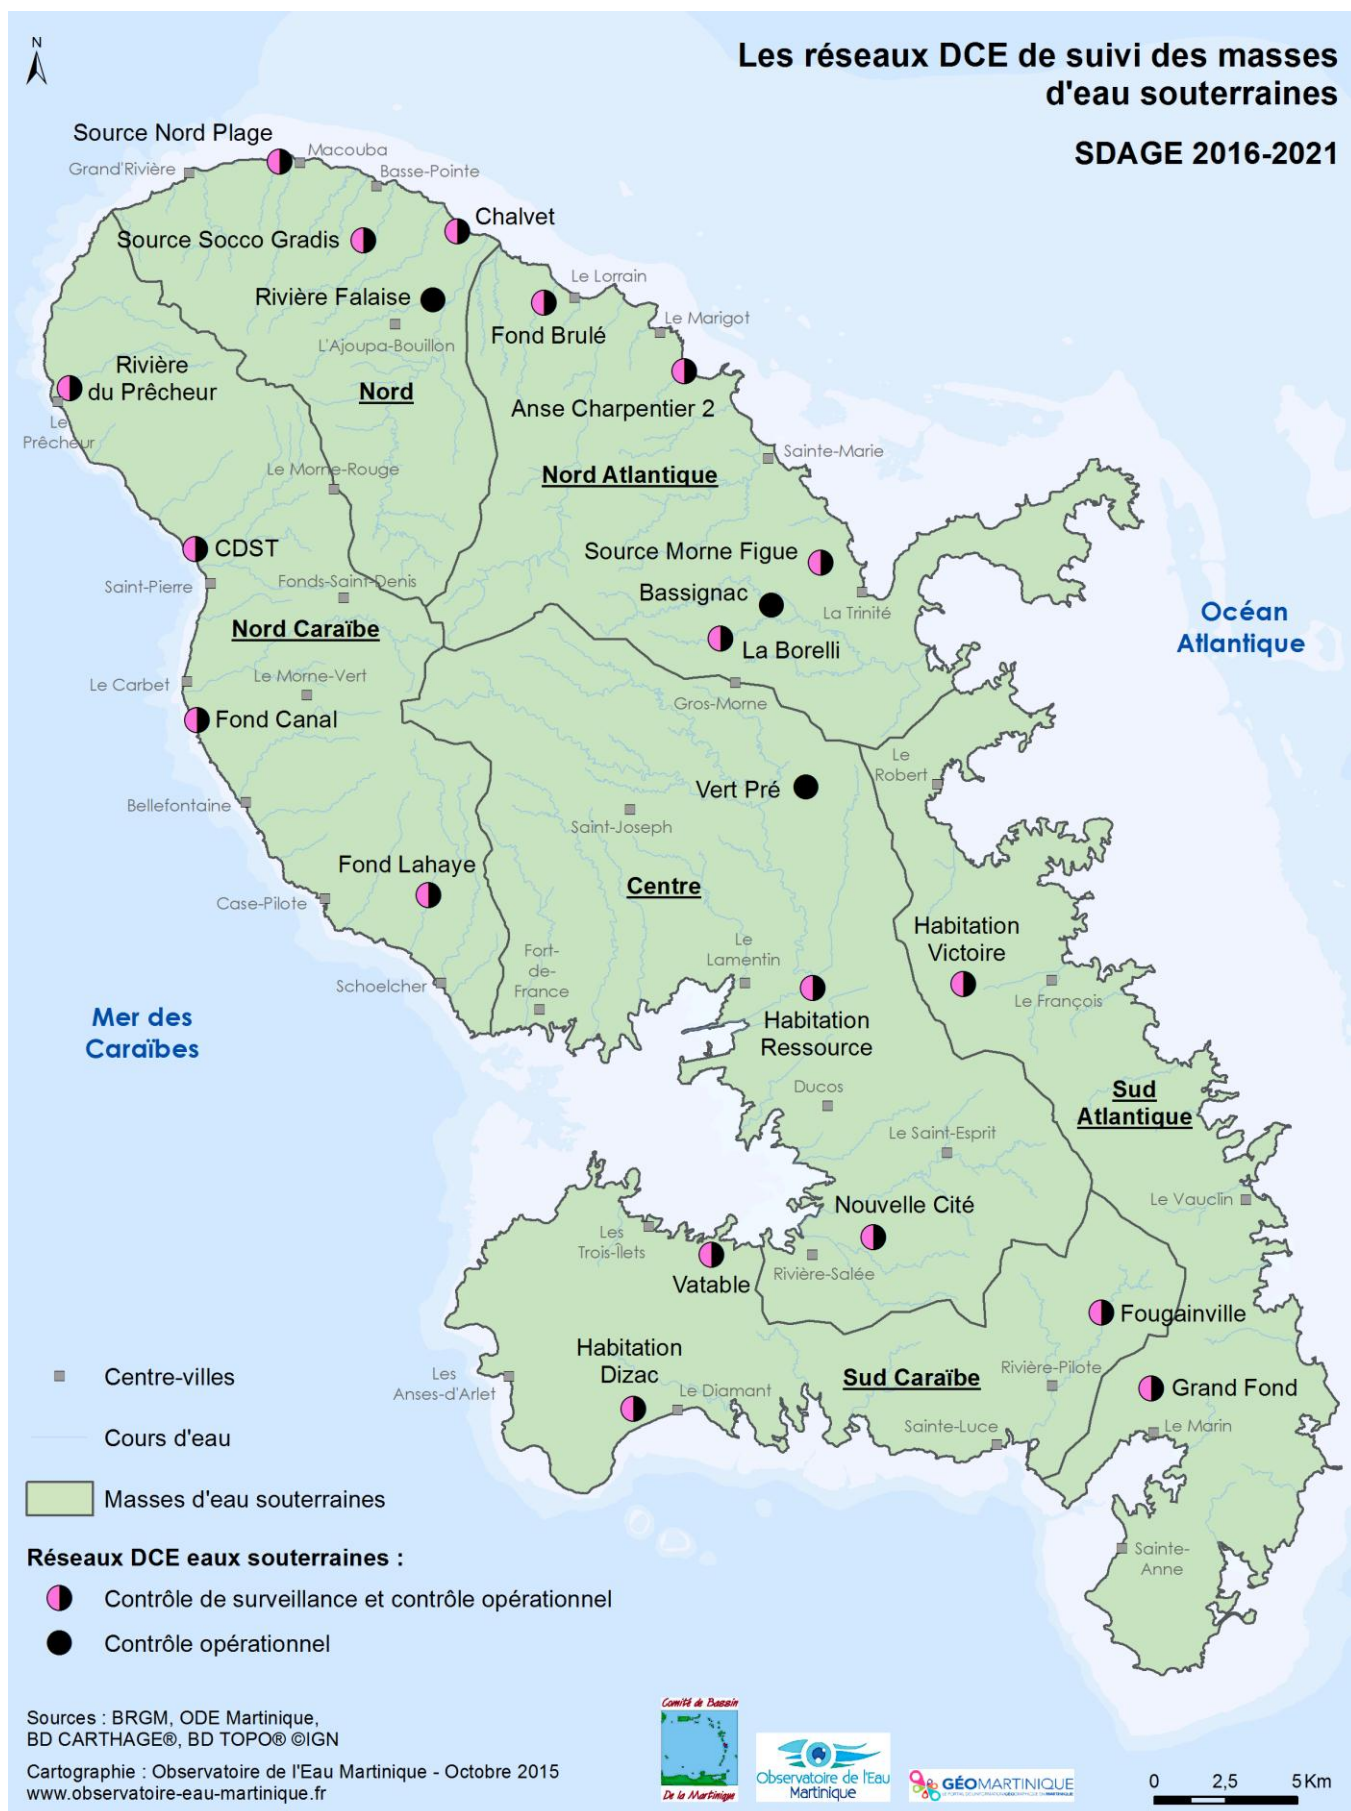 N
Les réseaux DCE de suivi des masses
d'eau souterraines
SDAGE 2016-2021
Source Nord Plage
Macouba
Grand'Rivière
Basse-Pointe
Chalvet
Source Socco Gradis
Rivière Falaise
Le Lorrain
L'Ajoupa-Bouillon
Fond Brulé
Le Marigot
Rivière
du Prêcheur
Nord
Anse Charpentier 2
Le
Prêcheur
Sainte-Marie
Le Morne-Rouge
Nord Atlantique
CDST
Source Morne Figue
Saint-Pierre
Fonds-Saint-Denis
Bassignac
La Trinité
Océan
Atlantique
Nord Caraïbe
La Borelli
Le Carbet
Le Morne-Vert
Gros-Morne
Fond Canal
Le
Robert
Vert Pré
Bellefontaine
Saint-Joseph
Fond Lahaye
Centre
Case-Pilote
Habitation
Victoire
Fort-
de-
France
Le
Lamentin
Schoelcher
Le François
Mer des
Caraïbes
Habitation
Ressource
Ducos
Sud
Atlantique
Le Saint-Esprit
Nouvelle Cité
Le Vauclin
Les
Trois-Îlets
Rivière-Salée
Vatable
Fougainville
Habitation
Dizac
Les
Anses-d'Arlet
Le Diamant
Sud Caraïbe
Rivière-Pilote
Grand Fond
Sainte-Luce
Le Marin
Sainte-
Anne
Centre-villes
Cours d'eau
Masses d'eau souterraines
Réseaux DCE eaux souterraines :
Contrôle de surveillance et contrôle opérationnel
Contrôle opérationnel
Sources : BRGM, ODE Martinique,
BD CARTHAGE®, BD TOPO® ©IGN
Cartographie : Observatoire de l'Eau Martinique - Octobre 2015
www.observatoire-eau-martinique.fr
Comité de Bassin
De la Martinique
Observatoire de l'Eau
Martinique
GÉOMARTINIQUE
0 2,5 5 Km